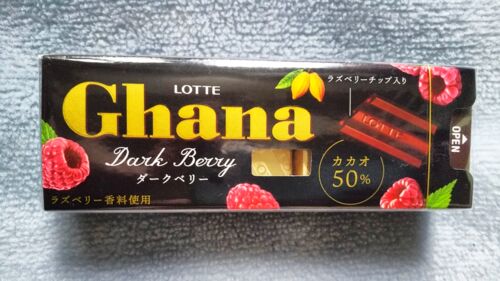 LOTTE
Ghana
Dark Berry
ダークベリー
ラズベリー香料使用
ラズベリーチップ入り
LOTTE
カカオ
50%
OPEN